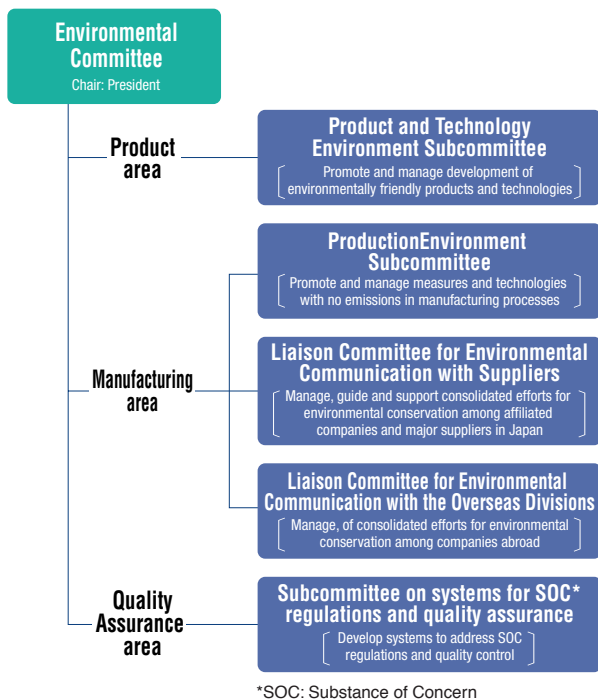 Environmental
Committee
Chair: President
Product
area
Product and Technology
Environment Subcommittee
Promote and manage development of
environmentally friendly products and technologies
Manufacturing
area
ProductionEnvironment
Subcommittee
Promote and manage measures and technologies
with no emissions in manufacturing processes
Liaison Committee for Environmental
Communication with Suppliers
Manage, guide and support consolidated efforts for
environmental conservation among affiliated
companies and major suppliers in Japan
Liaison Committee for Environmental
Communication with the Overseas Divisions
Manage, of consolidated efforts for environmental
conservation among companies abroad
Quality
Assurance
area
Subcommittee on systems for SOC*
regulations and quality assurance
Develop systems to address SOC
regulations and quality control
*SOC: Substance of Concern